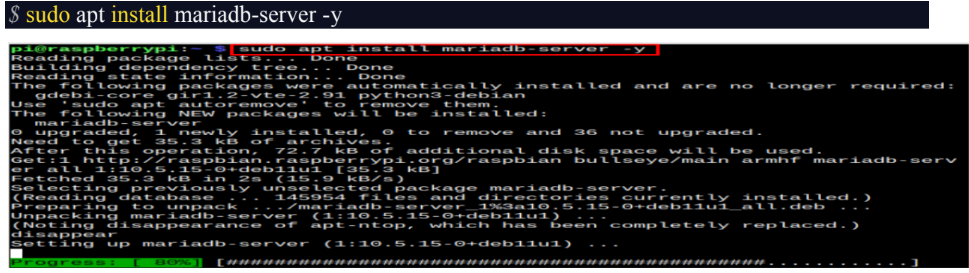 $ sudo apt install mariadb-server -y
pi@raspberrypi:~ $ sudo apt install mariadb-server -y
Reading package lists... Done
Building dependency tree... Done
Reading state information... Done
The following packages were automatically installed and are no longer required:
gdebi-core gir1.2-vte-2.91 python3-debian
Use 'sudo apt autoremove' to remove them.
The following NEW packages will be installed:
mariadb-server
0 upgraded, 1 newly installed, 0 to remove and 36 not upgraded.
Need to get 35.3 kB of archives.
After this operation, 72.7 kB of additional disk space will be used.
Get:1 http://raspbian.raspberrypi.org/raspbian bullseye/main armhf mariadb-serv
er all 1:10.5.15-0+deb11u1 [35.3 kB]
Fetched 35.3 kB in 2s (15.9 kB/s)
Selecting previously unselected package mariadb-server.
(Reading database ... 145954 files and directories currently installed.)
Preparing to unpack .../mariadb-server_1%3a10.5.15-0+deb11u1_all.deb ...
Unpacking mariadb-server (1:10.5.15-0+deb11u1) ...
(Noting disappearance of apt-ntop, which has been completely replaced.)
disappear
Setting up mariadb-server (1:10.5.15-0+deb11u1) ...
Progress: [ 80%] [##############################################............]